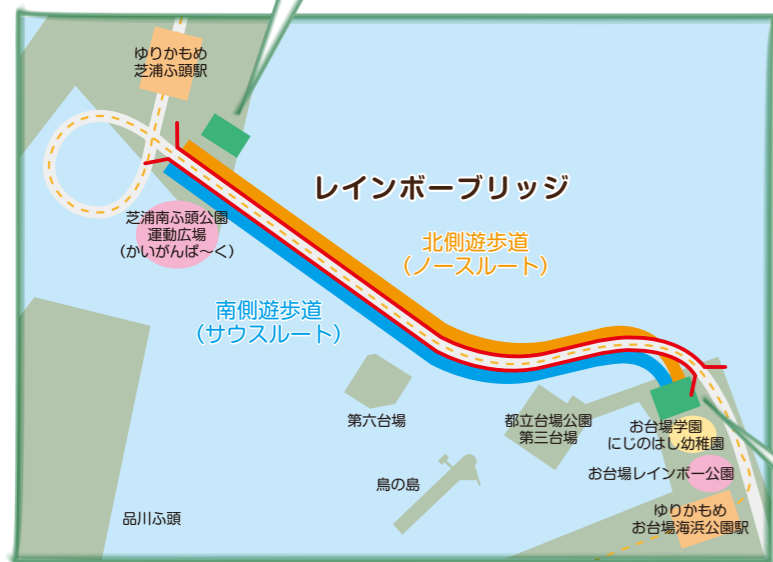 ゆりかもめ
芝浦ふ頭駅
レインボーブリッジ
芝浦南ふ頭公園
運動広場
(かいがんぱ〜く)
北側遊歩道
(ノースルート)
南側遊歩道
(サウスルート)
第六台場
都立台場公園
第三台場
お台場学園
にじのはし幼稚園
鳥の島
お台場レインボー公園
品川ふ頭
ゆりかもめ
お台場海浜公園駅